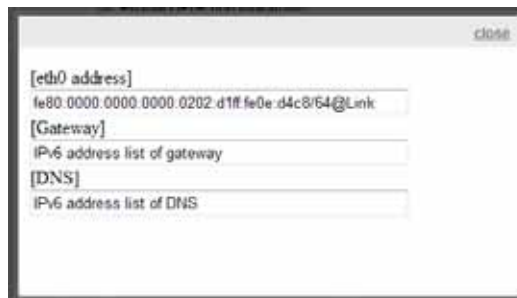 close
[eth0 address]
fe80:0000:0000:0000:0202:d1ff:fe0e:d4c8/64@Link
[Gateway]
IPv6 address list of gateway
[DNS]
IPv6 address list of DNS